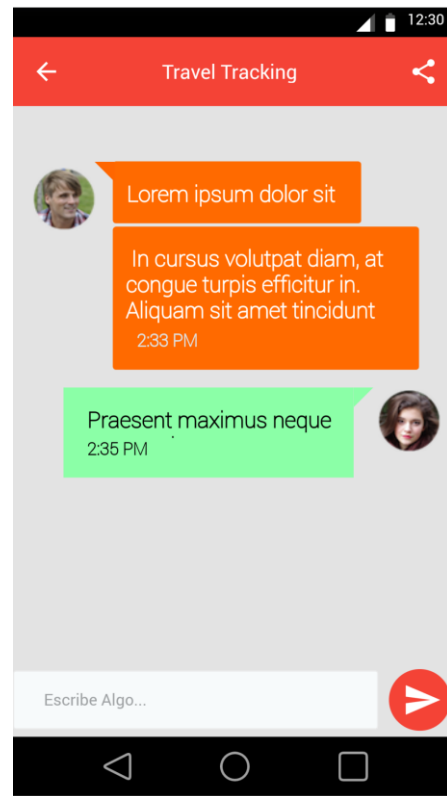 12:30
Travel Tracking
Lorem ipsum dolor sit
In cursus volutpat diam, at
congue turpis efficitur in.
Aliquam sit amet tincidunt
2:33 PM
Praesent maximus neque
2:35 PM
Escribe Algo...